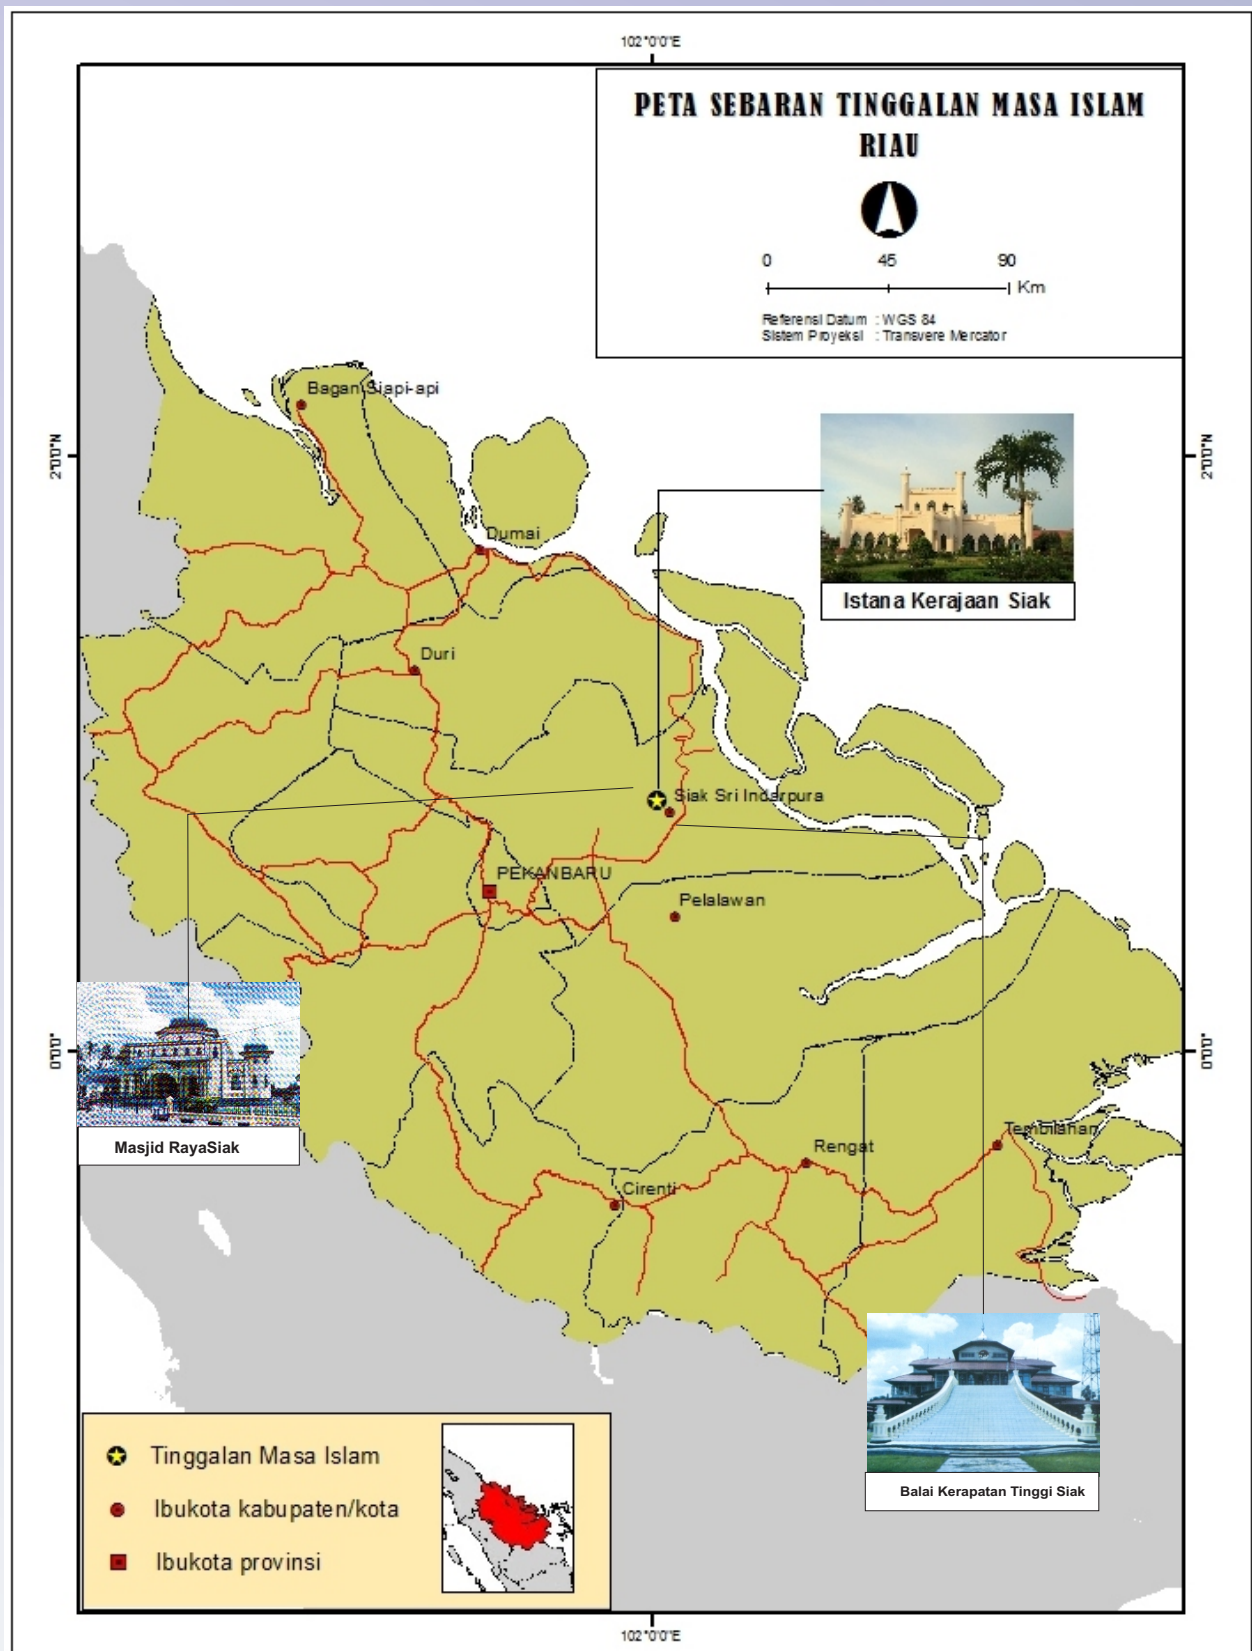 102°0'0"E
PETA SEBARAN TINGGALAN MASA ISLAM
RIAU
0 45 90
Km
Referensi Datum : WGS 84
Sistem Proyeksi : Transvere Mercator
Bagan Siapi-api
2°0'0"N
2°0'0"N
Dumai
Istana Kerajaan Siak
Duri
Siak Sri Indarpura
PEKANBARU
Pelalawan
0°0'0"
0°0'0"
Masjid RayaSiak
Tembilahan
Rengat
Cirenti
Balai Kerapatan Tinggi Siak
Tinggalan Masa Islam
Ibukota kabupaten/kota
Ibukota provinsi
102°0'0"E